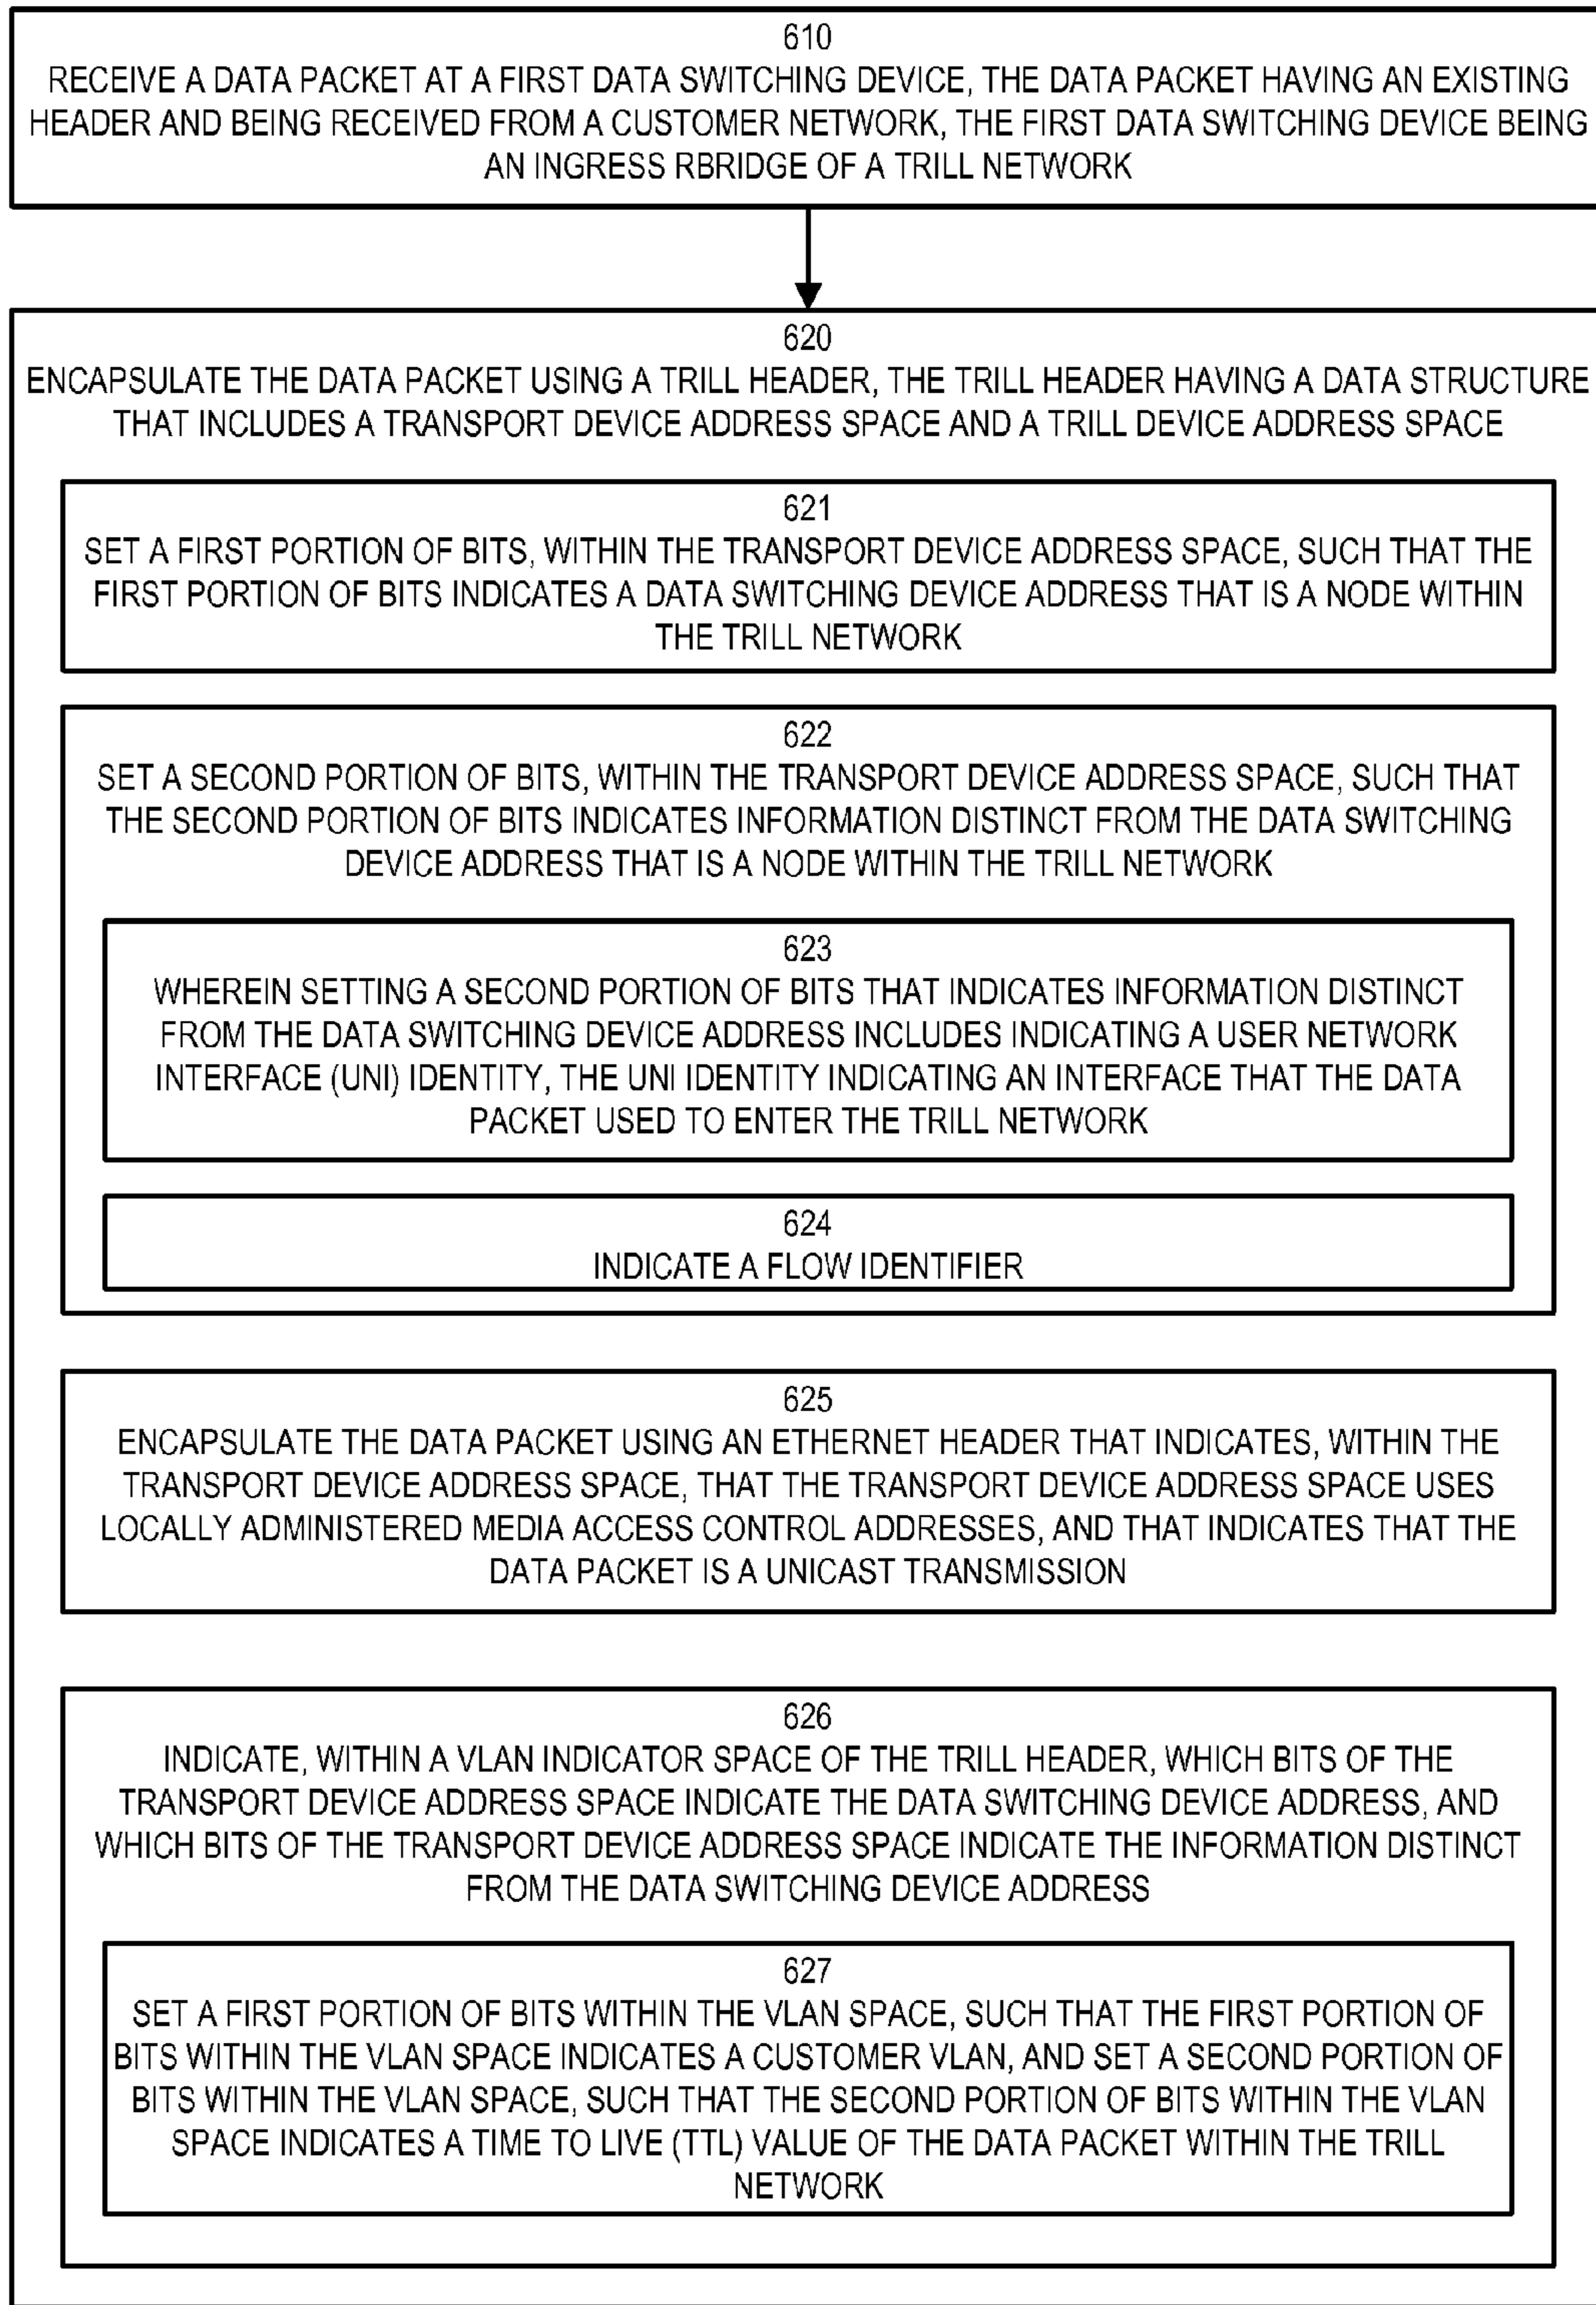 610
RECEIVE A DATA PACKET AT A FIRST DATA SWITCHING DEVICE, THE DATA PACKET HAVING AN EXISTING
HEADER AND BEING RECEIVED FROM A CUSTOMER NETWORK, THE FIRST DATA SWITCHING DEVICE BEING
AN INGRESS RBRIDGE OF A TRILL NETWORK
620
ENCAPSULATE THE DATA PACKET USING A TRILL HEADER, THE TRILL HEADER HAVING A DATA STRUCTURE
THAT INCLUDES A TRANSPORT DEVICE ADDRESS SPACE AND A TRILL DEVICE ADDRESS SPACE
621
SET A FIRST PORTION OF BITS, WITHIN THE TRANSPORT DEVICE ADDRESS SPACE, SUCH THAT THE
FIRST PORTION OF BITS INDICATES A DATA SWITCHING DEVICE ADDRESS THAT IS A NODE WITHIN
THE TRILL NETWORK
622
SET A SECOND PORTION OF BITS, WITHIN THE TRANSPORT DEVICE ADDRESS SPACE, SUCH THAT
THE SECOND PORTION OF BITS INDICATES INFORMATION DISTINCT FROM THE DATA SWITCHING
DEVICE ADDRESS THAT IS A NODE WITHIN THE TRILL NETWORK
623
WHEREIN SETTING A SECOND PORTION OF BITS THAT INDICATES INFORMATION DISTINCT
FROM THE DATA SWITCHING DEVICE ADDRESS INCLUDES INDICATING A USER NETWORK
INTERFACE (UNI) IDENTITY, THE UNI IDENTITY INDICATING AN INTERFACE THAT THE DATA
PACKET USED TO ENTER THE TRILL NETWORK
624
INDICATE A FLOW IDENTIFIER
625
ENCAPSULATE THE DATA PACKET USING AN ETHERNET HEADER THAT INDICATES, WITHIN THE
TRANSPORT DEVICE ADDRESS SPACE, THAT THE TRANSPORT DEVICE ADDRESS SPACE USES
LOCALLY ADMINISTERED MEDIA ACCESS CONTROL ADDRESSES, AND THAT INDICATES THAT THE
DATA PACKET IS A UNICAST TRANSMISSION
626
INDICATE, WITHIN A VLAN INDICATOR SPACE OF THE TRILL HEADER, WHICH BITS OF THE
TRANSPORT DEVICE ADDRESS SPACE INDICATE THE DATA SWITCHING DEVICE ADDRESS, AND
WHICH BITS OF THE TRANSPORT DEVICE ADDRESS SPACE INDICATE THE INFORMATION DISTINCT
FROM THE DATA SWITCHING DEVICE ADDRESS
627
SET A FIRST PORTION OF BITS WITHIN THE VLAN SPACE, SUCH THAT THE FIRST PORTION OF
BITS WITHIN THE VLAN SPACE INDICATES A CUSTOMER VLAN, AND SET A SECOND PORTION OF
BITS WITHIN THE VLAN SPACE, SUCH THAT THE SECOND PORTION OF BITS WITHIN THE VLAN
SPACE INDICATES A TIME TO LIVE (TTL) VALUE OF THE DATA PACKET WITHIN THE TRILL
NETWORK